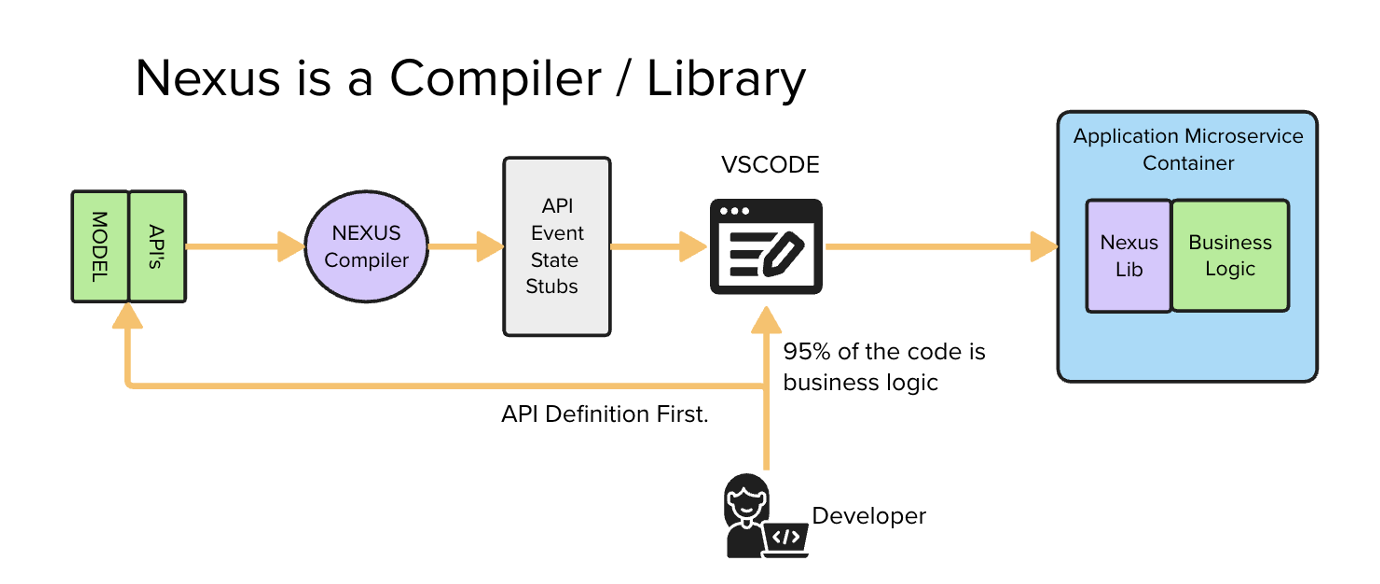 Nexus is a Compiler / Library
MODEL
API's
NEXUS
Compiler
API
Event
State
Stubs
VSCODE
Application Microservice
Container
Nexus
Lib
Business
Logic
95% of the code is
business logic
API Definition First.
</>
Developer